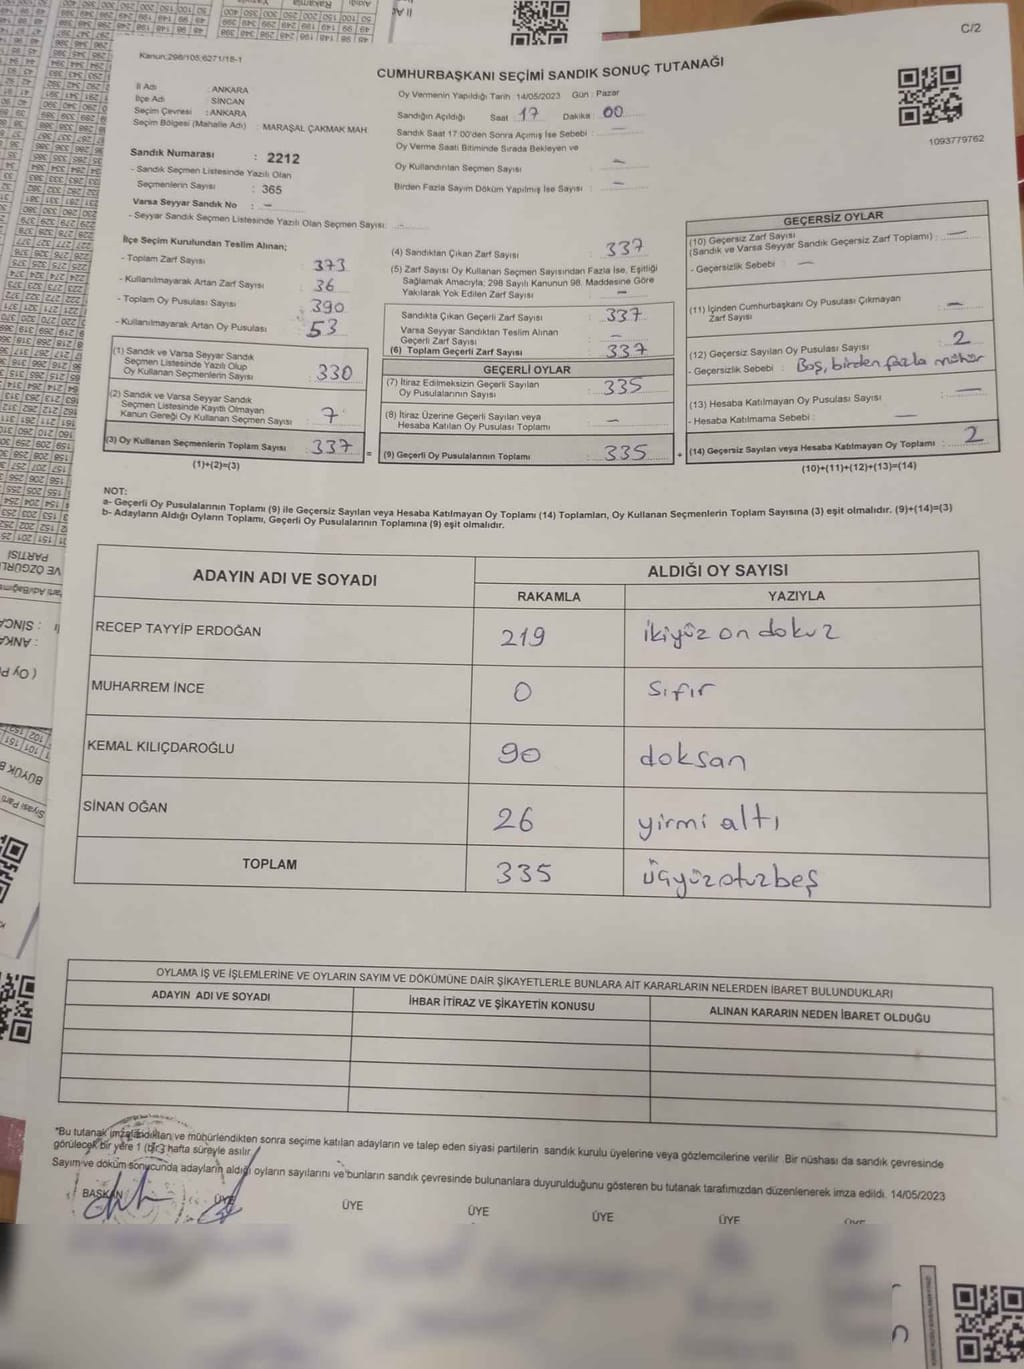 C/2
Kanun:298/105,6271/18-1
CUMHURBAŞKANI SEÇİMİ SANDIK SONUÇ TUTANAĞI
İl Adı : ANKARA
İlçe Adı : SİNCAN
Seçim Çevresi : ANKARA
Seçim Bölgesi (Mahalle Adı) : MARAŞAL ÇAKMAK MAH
Sandık Numarası : 2212
- Sandık Seçmen Listesinde Yazılı Olan
Seçmenlerin Sayısı : 365
Varsa Seyyar Sandık No : -
- Seyyar Sandık Seçmen Listesinde Yazılı Olan Seçmen Sayısı : -
Oy Vermenin Yapıldığı Tarih : 14/05/2023 Gün : Pazar
Sandığın Açıldığı Saat : 17 Dakika : 00
Sandık Saat 17:00'den Sonra Açımış İse Sebebi : -
Oy Verme Saati Bitiminde Sırada Bekleyen ve
Oy Kullandırılan Seçmen Sayısı : -
Birden Fazla Sayım Döküm Yapılmış İse Sayısı : -
1093779762
İlçe Seçim Kurulundan Teslim Alınan;
- Toplam Zarf Sayısı : 373
- Kullanılmayarak Artan Zarf Sayısı : 36
- Toplam Oy Pusulası Sayısı : 390
- Kullanılmayarak Artan Oy Pusulası : 53
(1) Sandık ve Varsa Seyyar Sandık
Seçmen Listesinde Yazılı Olup
Oy Kullanan Seçmenlerin Sayısı : 330
(2) Sandık ve Varsa Seyyar Sandık
Seçmen Listesinde Kayıtlı Olmayan
Kanun Gereği Oy Kullanan Seçmen Sayısı : 7
(3) Oy Kullanan Seçmenlerin Toplam Sayısı : 337
(1)+(2)=(3)
(4) Sandıktan Çıkan Zarf Sayısı : 337
(5) Zarf Sayısı Oy Kullanan Seçmen Sayısından Fazla İse, Eşitliği
Sağlamak Amacıyla; 298 Sayılı Kanunun 98. Maddesine Göre
Yakılarak Yok Edilen Zarf Sayısı : -
Sandıkta Çıkan Geçerli Zarf Sayısı : 337
Varsa Seyyar Sandıktan Teslim Alınan
Geçerli Zarf Sayısı : -
(6) Toplam Geçerli Zarf Sayısı : 337
GEÇERLİ OYLAR
(7) İtiraz Edilmeksizin Geçerli Sayılan
Oy Pusulalarının Sayısı : 335
(8) İtiraz Üzerine Geçerli Sayılan veya
Hesaba Katılan Oy Pusulası Toplamı : -
(9) Geçerli Oy Pusulalarının Toplamı : 335
GEÇERSİZ OYLAR
(10) Geçersiz Zarf Sayısı
(Sandık ve Varsa Seyyar Sandık Geçersiz Zarf Toplamı) : -
- Geçersizlik Sebebi : -
(11) İçinden Cumhurbaşkanı Oy Pusulası Çıkmayan
Zarf Sayısı : -
(12) Geçersiz Sayılan Oy Pusulası Sayısı : 2
- Geçersizlik Sebebi : Boş, birden fazla mühür
(13) Hesaba Katılmayan Oy Pusulası Sayısı : -
- Hesaba Katılmama Sebebi : -
(14) Geçersiz Sayılan veya Hesaba Katılmayan Oy Toplamı : 2
(10)+(11)+(12)+(13)=(14)
NOT:
a- Geçerli Oy Pusulalarının Toplamı (9) ile Geçersiz Sayılan veya Hesaba Katılmayan Oy Toplamı (14) Toplamları, Oy Kullanan Seçmenlerin Toplam Sayısına (3) eşit olmalıdır. (9)+(14)=(3)
b- Adayların Aldığı Oyların Toplamı, Geçerli Oy Pusulalarının Toplamına (9) eşit olmalıdır.
ADAYIN ADI VE SOYADI ALDIĞI OY SAYISI
RAKAMLA YAZIYLA
RECEP TAYYİP ERDOĞAN 219 ikiyüz on dokuz
MUHARREM İNCE 0 sıfır
KEMAL KILIÇDAROĞLU 90 doksan
SİNAN OĞAN 26 yirmi altı
TOPLAM 335 üçyüzotuzbeş
OYLAMA İŞ VE İŞLEMLERİNE VE OYLARIN SAYIM VE DÖKÜMÜNE DAİR ŞİKAYETLERLE BUNLARA AİT KARARLARIN NELERDEN İBARET BULUNDUKLARI
ADAYIN ADI VE SOYADI İHBAR İTİRAZ VE ŞİKAYETİN KONUSU ALINAN KARARIN NEDEN İBARET OLDUĞU
*Bu tutanak imzalandıktan ve mühürlendikten sonra seçime katılan adayların ve talep eden siyasi partilerin sandık kurulu üyelerine veya gözlemcilerine verilir. Bir nüshası da sandık çevresinde
görülecek bir yere 1 (bir) hafta süreyle asılır.
Sayım ve döküm sonucunda adayların aldığı oyların sayılarını ve bunların sandık çevresinde bulunanlara duyurulduğunu gösteren bu tutanak tarafımızdan düzenlenerek imza edildi. 14/05/2023
BAŞKAN ÜYE ÜYE ÜYE ÜYE ÜYE ÜYE